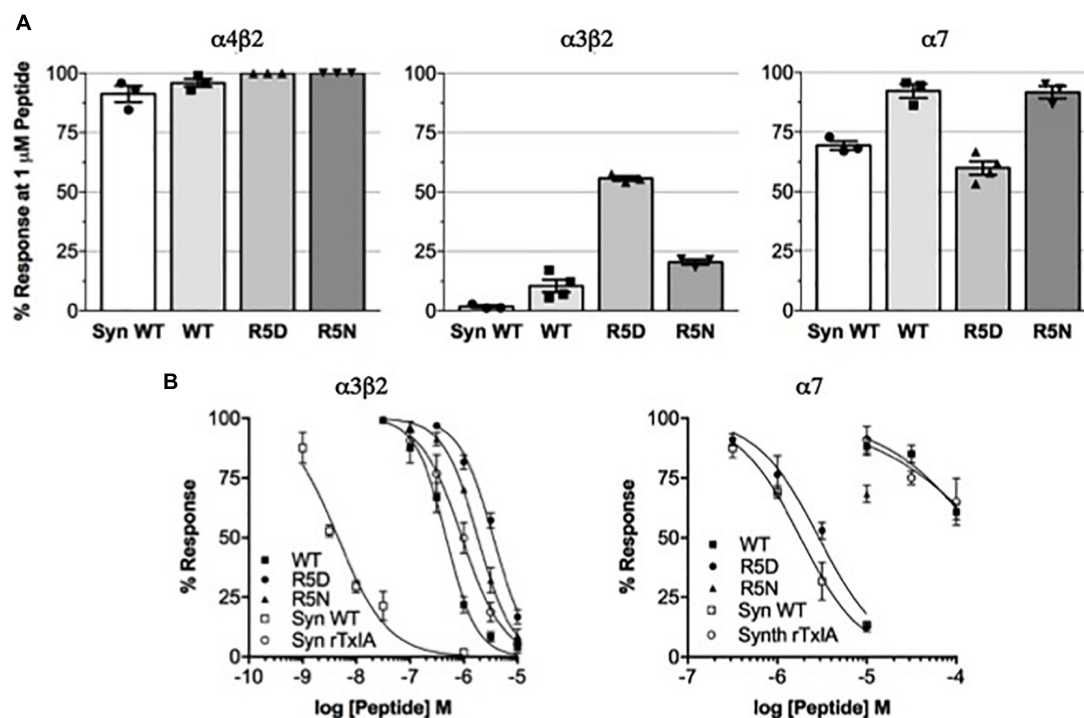 A
α4β2
α3β2
α7
% Response at 1 μM Peptide
100
75
50
25
0
Syn WT WT R5D R5N
100
75
50
25
0
Syn WT WT R5D R5N
100
75
50
25
0
Syn WT WT R5D R5N
B
α3β2
α7
% Response
100
75
50
25
0
WT
R5D
R5N
Syn WT
Syn rTxIA
-10 -9 -8 -7 -6 -5
log [Peptide] M
% Response
100
75
50
25
0
WT
R5D
R5N
Syn WT
Synth rTxIA
-7 -6 -5 -4
log [Peptide] M